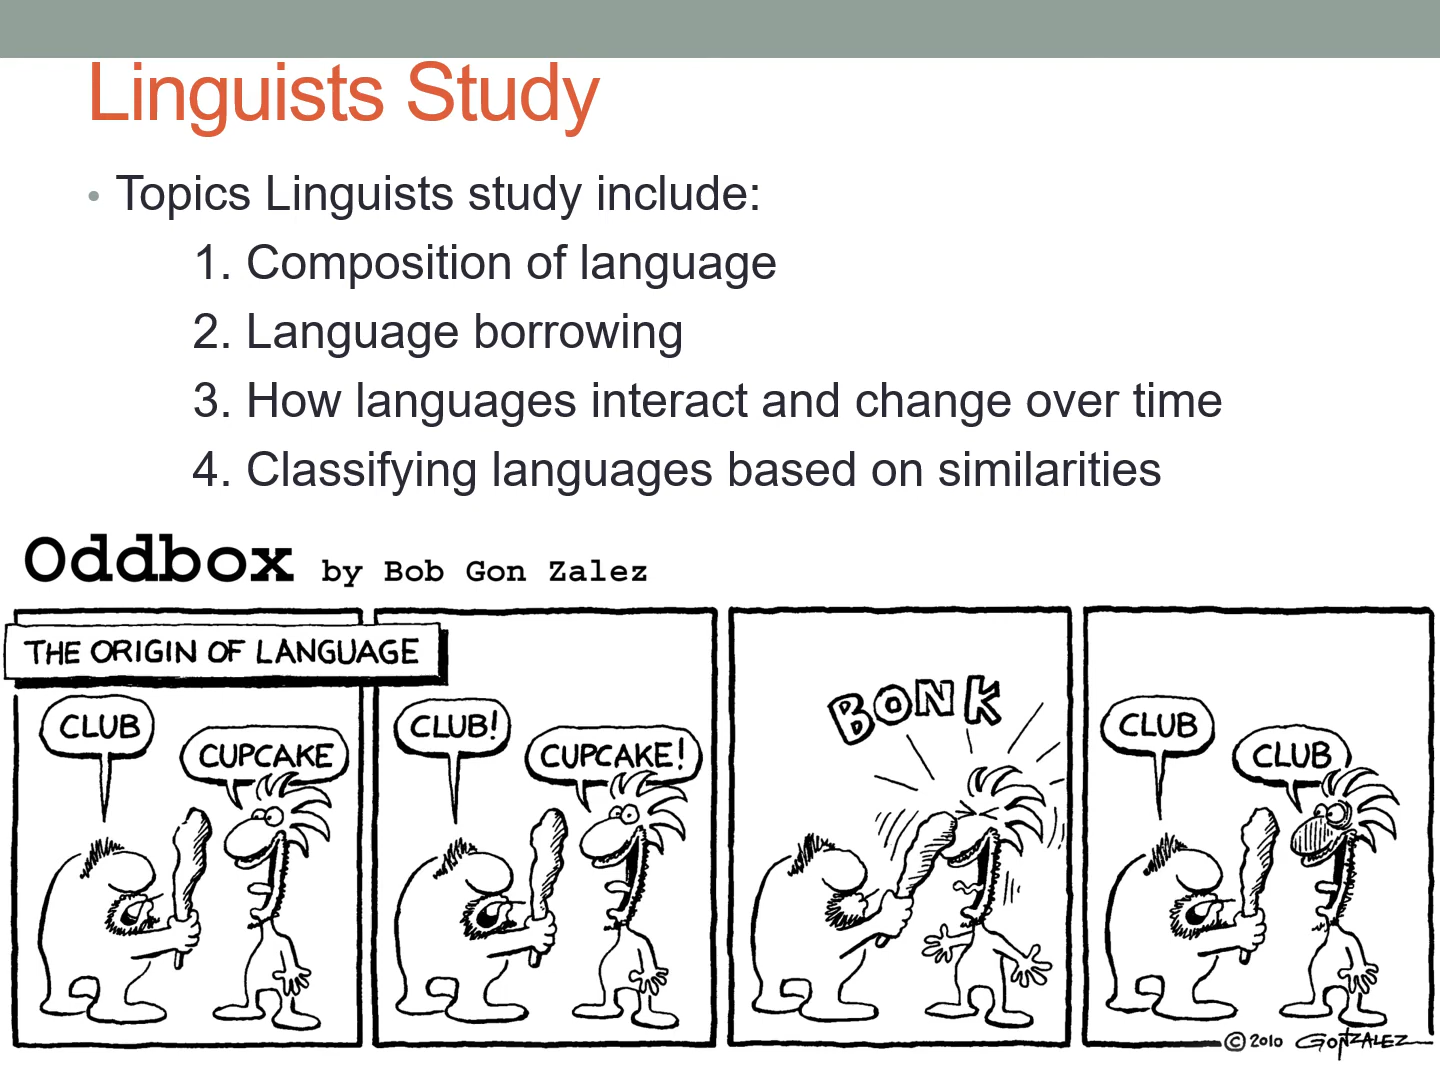 Linguists Study
• Topics Linguists study include:
1. Composition of language
2. Language borrowing
3. How languages interact and change over time
4. Classifying languages based on similarities
Oddbox by Bob Gon Zalez
THE ORIGIN OF LANGUAGE
CLUB
CUPCAKE
CLUB!
CUPCAKE!
BONK
CLUB
CLUB
© 2010 GONZALEZ